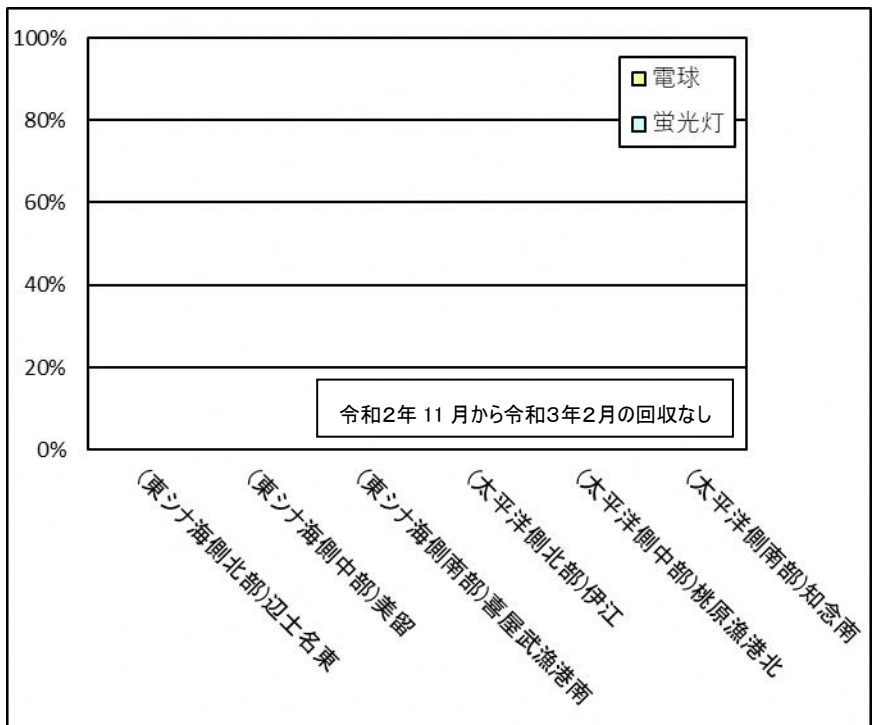 100%
80%
60%
40%
20%
0%
電球
蛍光灯
令和2年 11 月から令和3年2月の回収なし
(東シナ海側北部)辺士名東
(東シナ海側中部)美留
(東シナ海側南部)喜屋武漁港南
(太平洋側北部)伊江
(太平洋側中部)桃原漁港北
(太平洋側南部)知念南